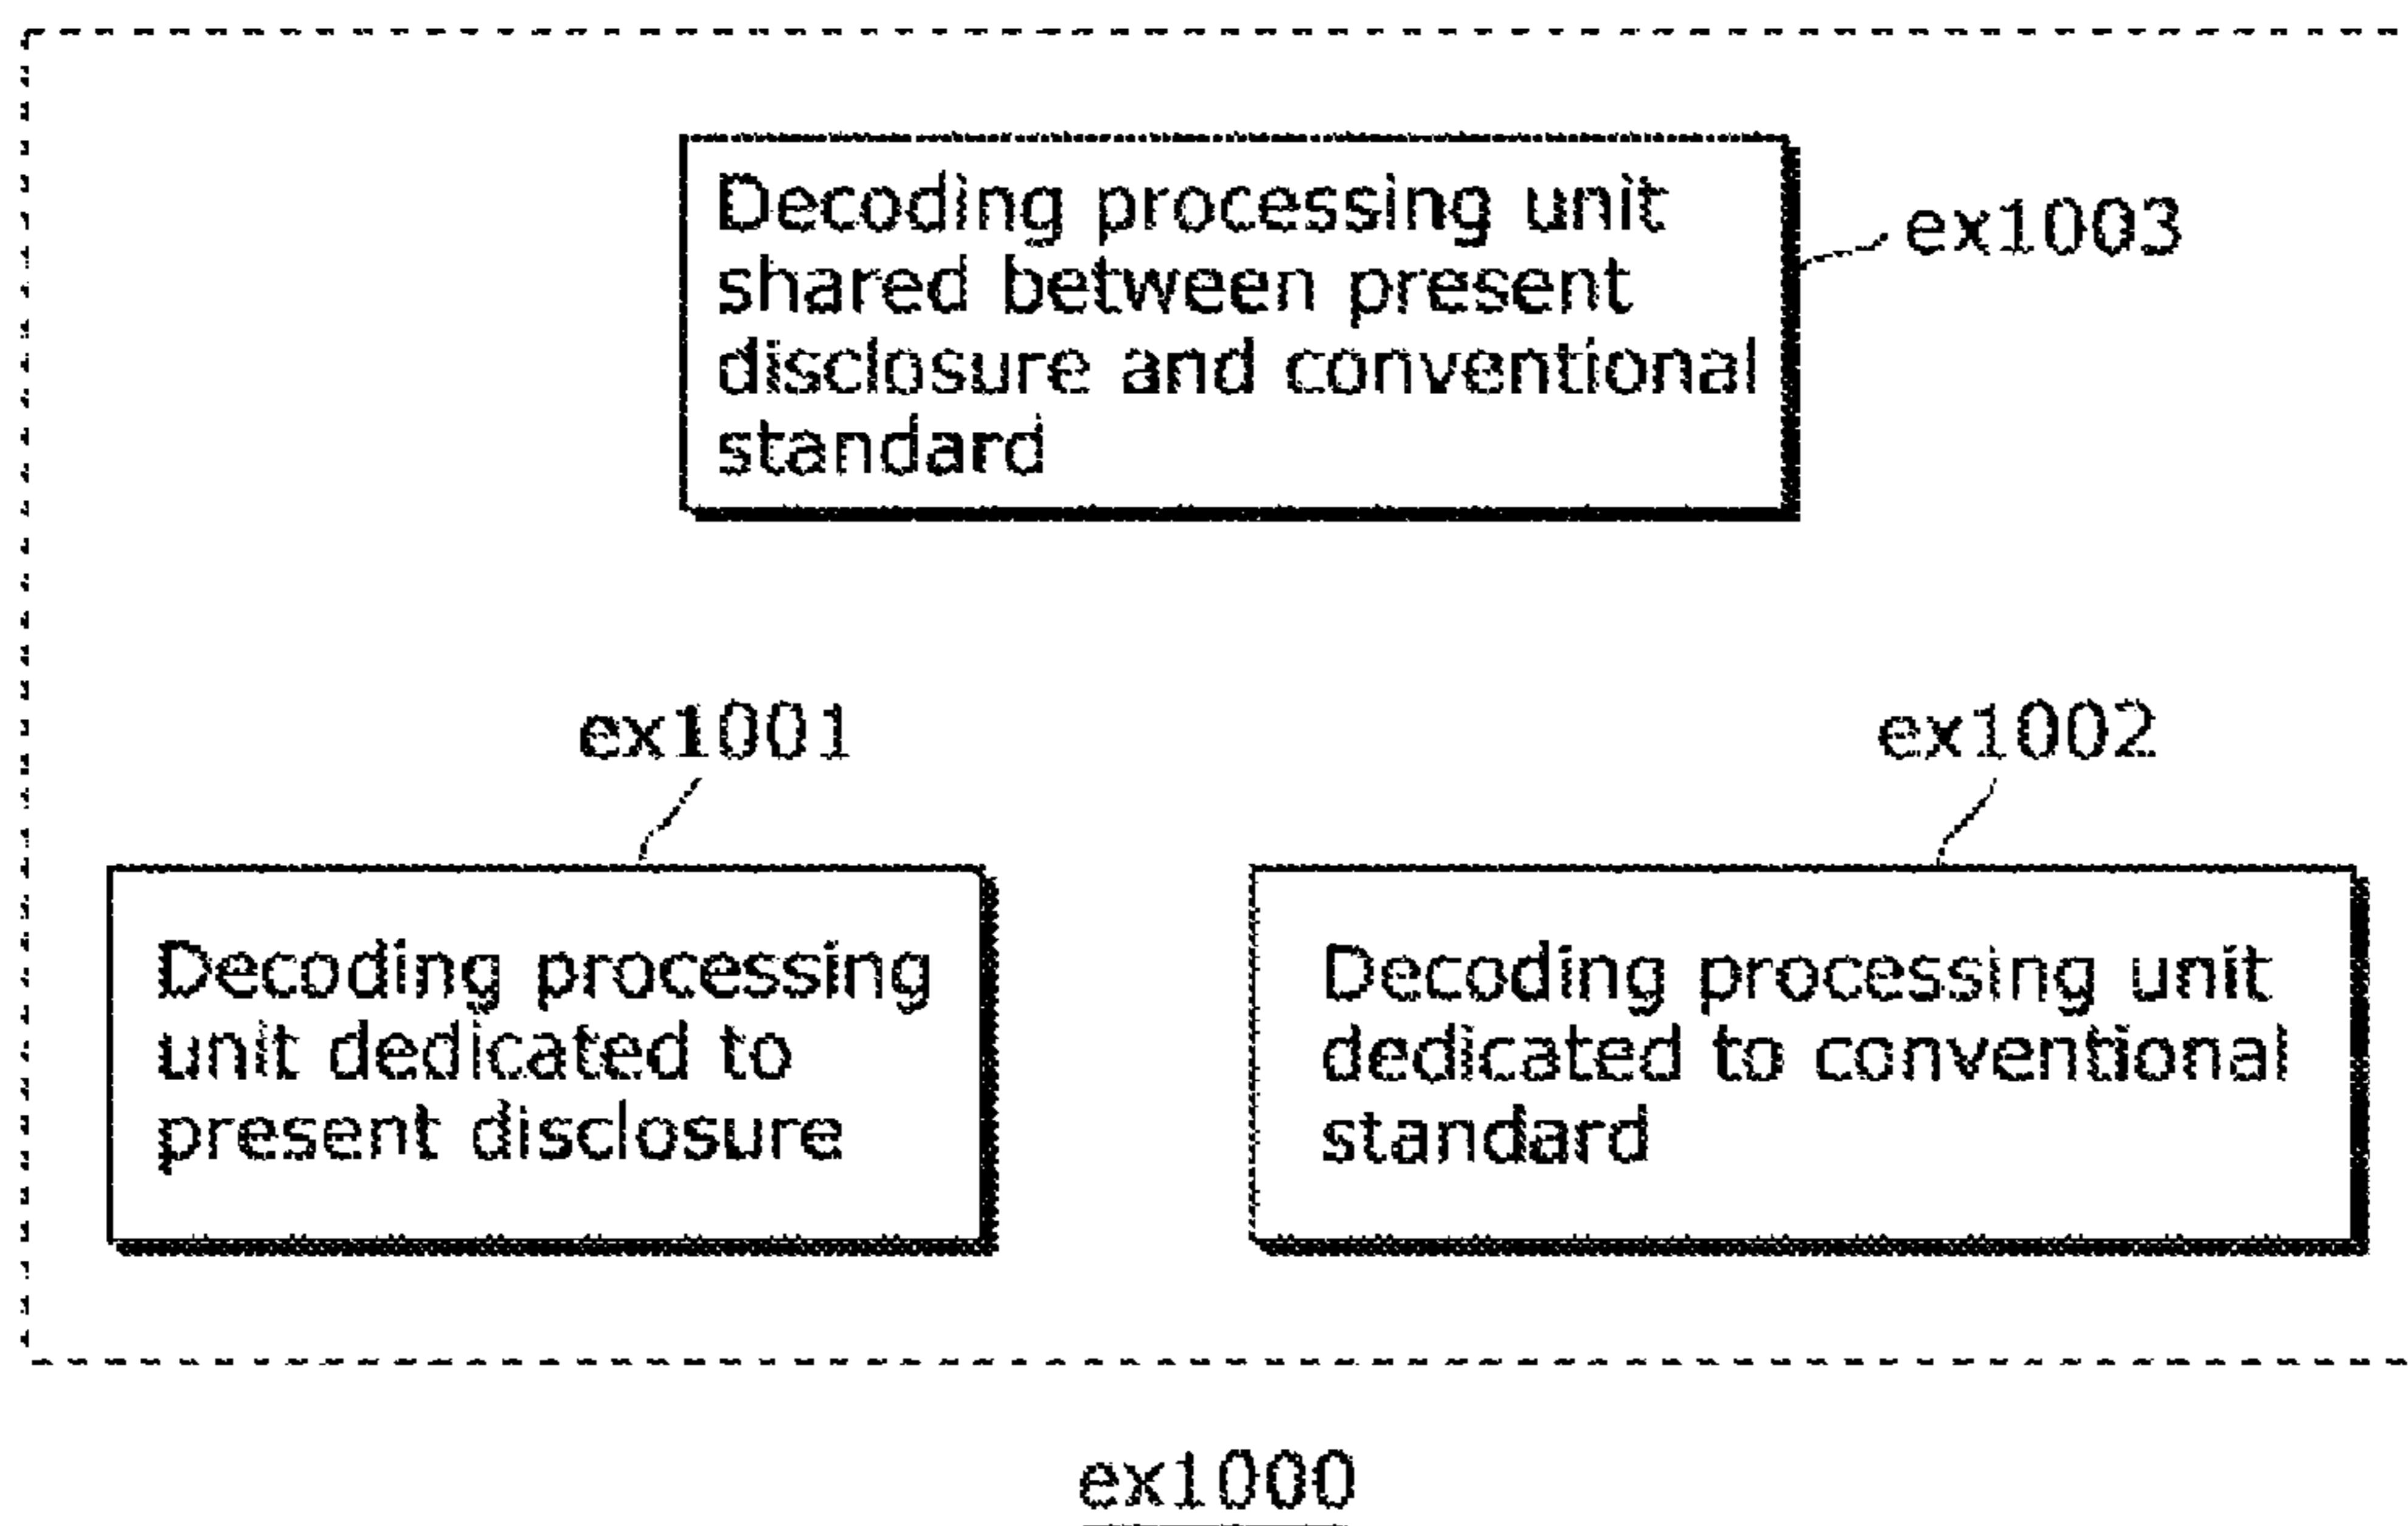 Decoding processing unit
shared between present
disclosure and conventional
standard
ex1003
ex1001
ex1002
Decoding processing
unit dedicated to
present disclosure
Decoding processing unit
dedicated to conventional
standard
ex1000